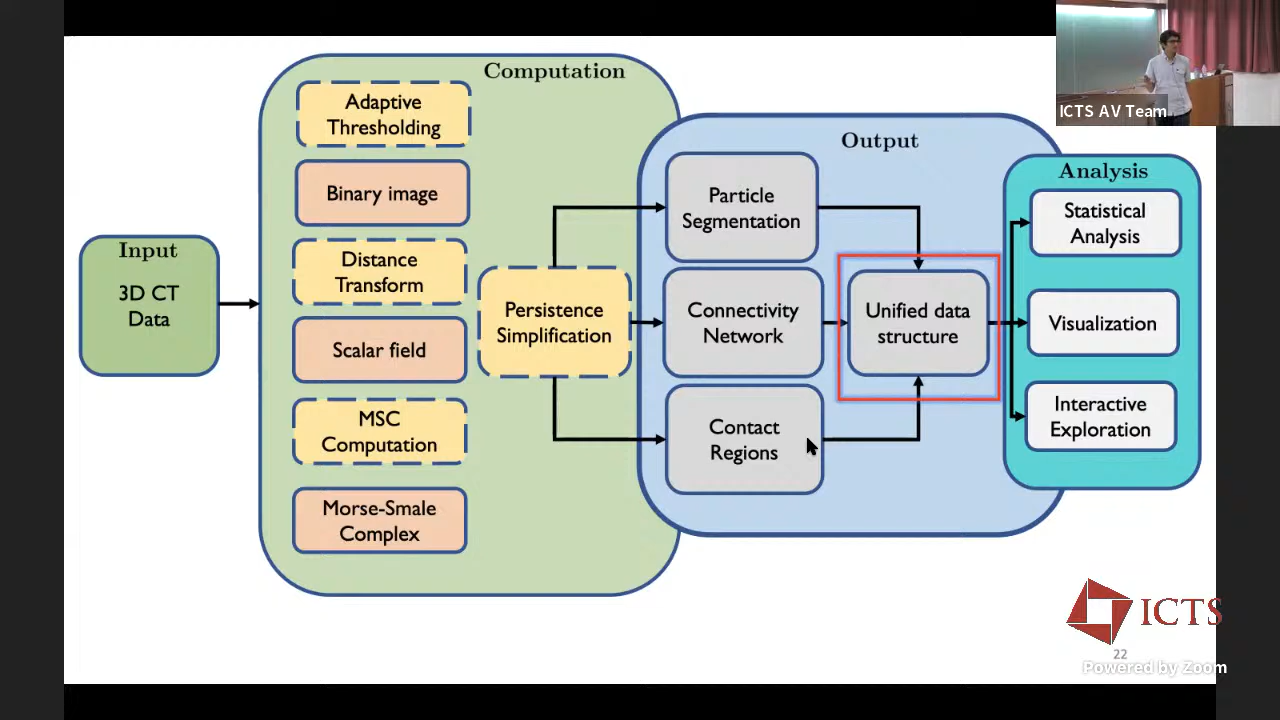 Computation
Adaptive
Thresholding
Binary image
Distance
Transform
Scalar field
MSC
Computation
Morse-Smale
Complex
Input
3D CT
Data
Persistence
Simplification
Output
Particle
Segmentation
Connectivity
Network
Contact
Regions
Unified data
structure
Analysis
Statistical
Analysis
Visualization
Interactive
Exploration
ICTS AV Team
ICTS
22
Powered by Zoom